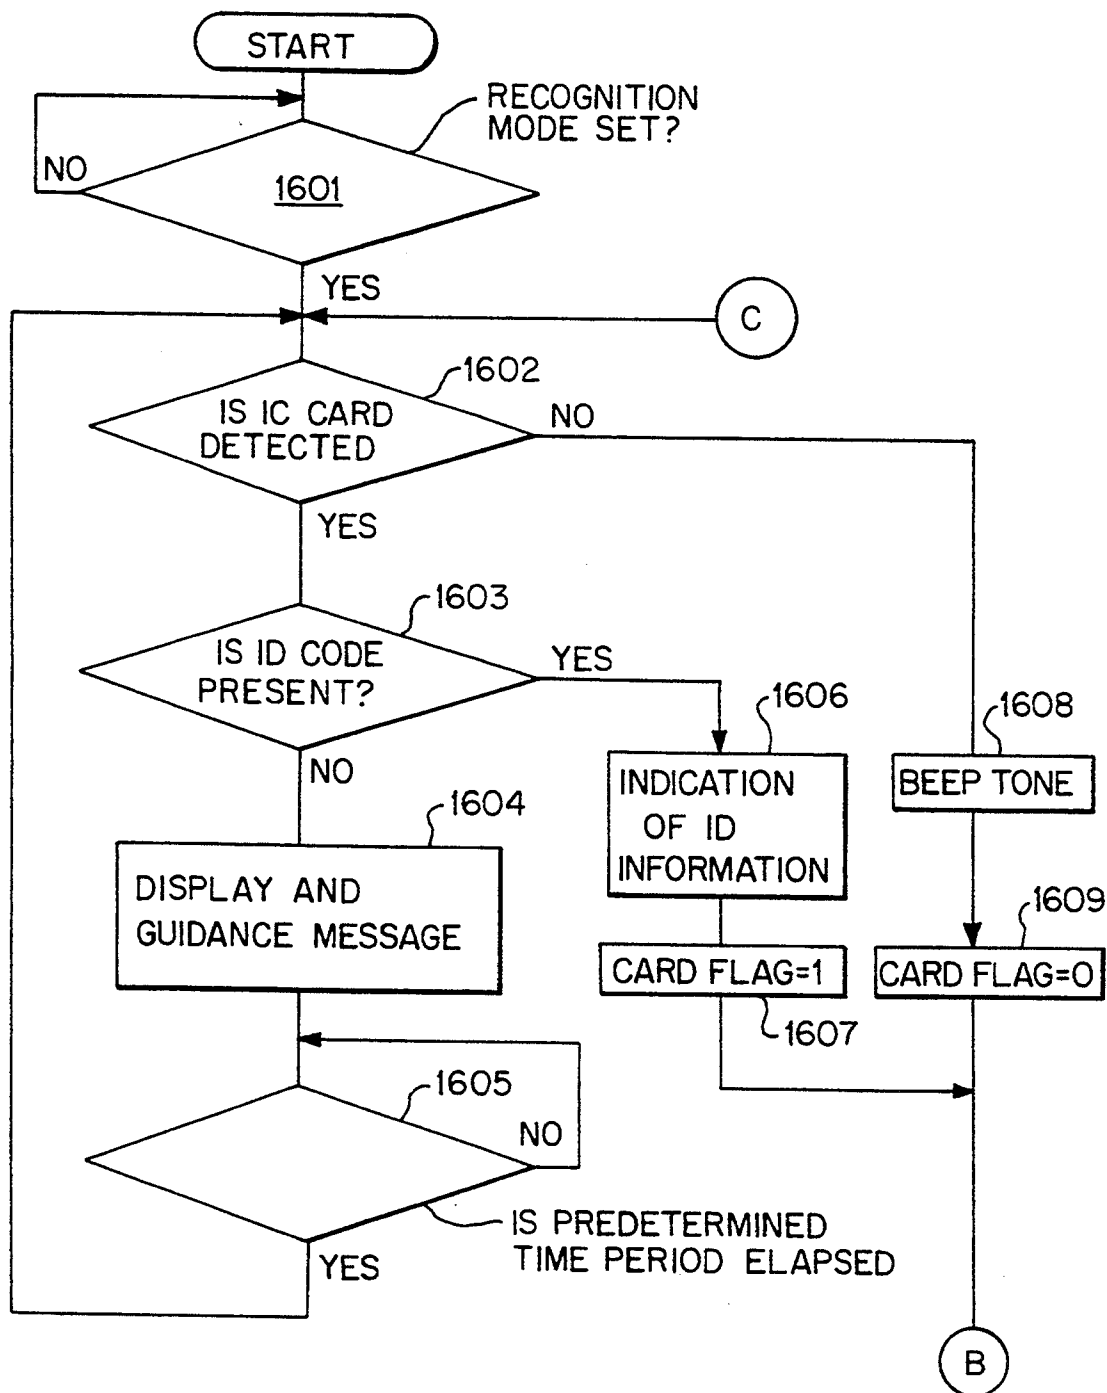 START
RECOGNITION
MODE SET?
NO
1601
YES
C
1602
IS IC CARD
DETECTED
NO
YES
1603
IS ID CODE
PRESENT?
YES
NO
1606
INDICATION
OF ID
INFORMATION
1608
BEEP TONE
1604
DISPLAY AND
GUIDANCE MESSAGE
1609
CARD FLAG=1
CARD FLAG=0
1607
1605
NO
IS PREDETERMINED
TIME PERIOD ELAPSED
YES
B